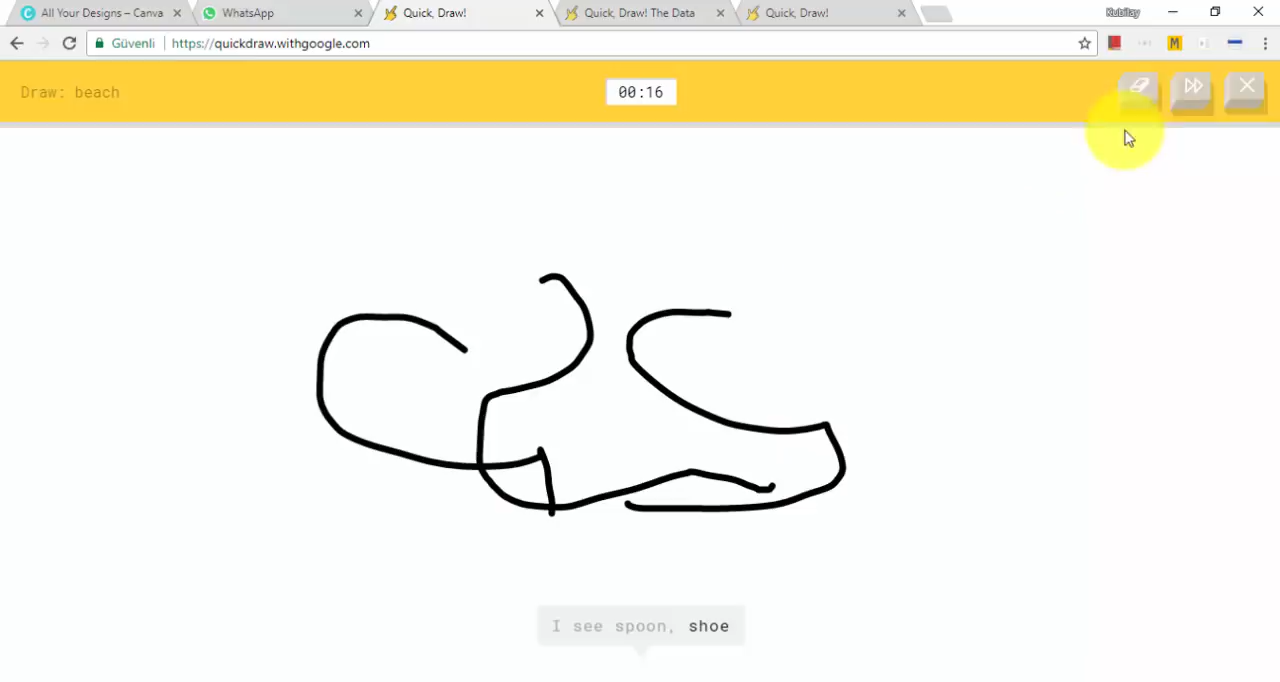 All Your Designs – Canva
WhatsApp
Quick, Draw!
Quick, Draw! The Data
Quick, Draw!
Kubilay
Güvenli
https://quickdraw.withgoogle.com
M
Draw: beach
00:16
I see spoon, shoe